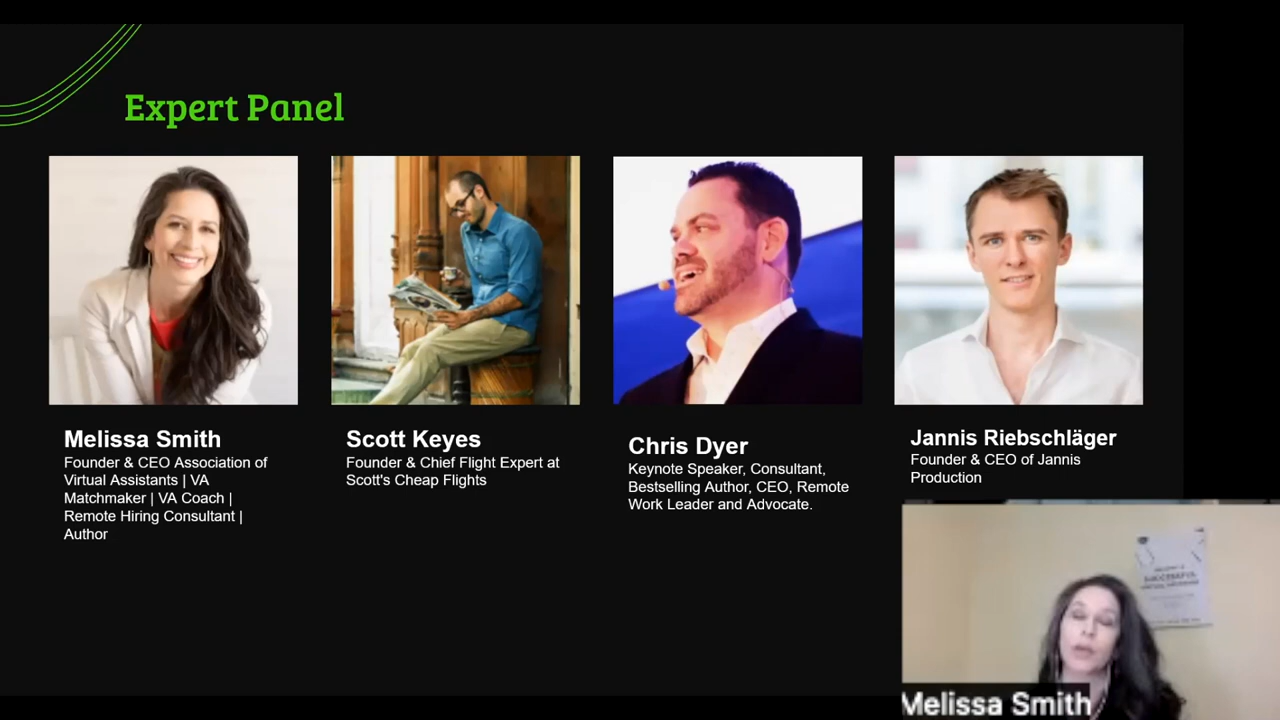 Expert Panel
Melissa Smith
Founder & CEO Association of
Virtual Assistants | VA
Matchmaker | VA Coach |
Remote Hiring Consultant |
Author
Scott Keyes
Founder & Chief Flight Expert at
Scott's Cheap Flights
Chris Dyer
Keynote Speaker, Consultant,
Bestselling Author, CEO, Remote
Work Leader and Advocate.
Jannis Riebschläger
Founder & CEO of Jannis
Production
SUCCESSFUL
Melissa Smith